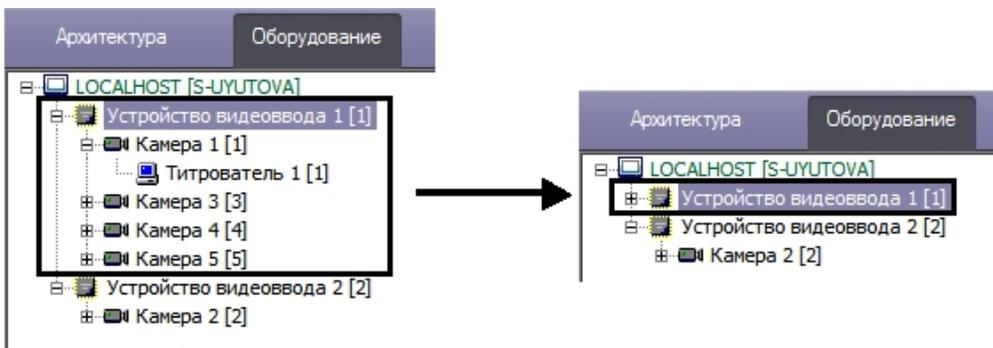 Архитектура Оборудование
LOCALHOST [S-UYUTOVA]
Устройство видеоввода 1 [1]
Камера 1 [1]
Титрователь 1 [1]
Камера 3 [3]
Камера 4 [4]
Камера 5 [5]
Устройство видеоввода 2 [2]
Камера 2 [2]
Архитектура Оборудование
LOCALHOST [S-UYUTOVA]
Устройство видеоввода 1 [1]
Устройство видеоввода 2 [2]
Камера 2 [2]